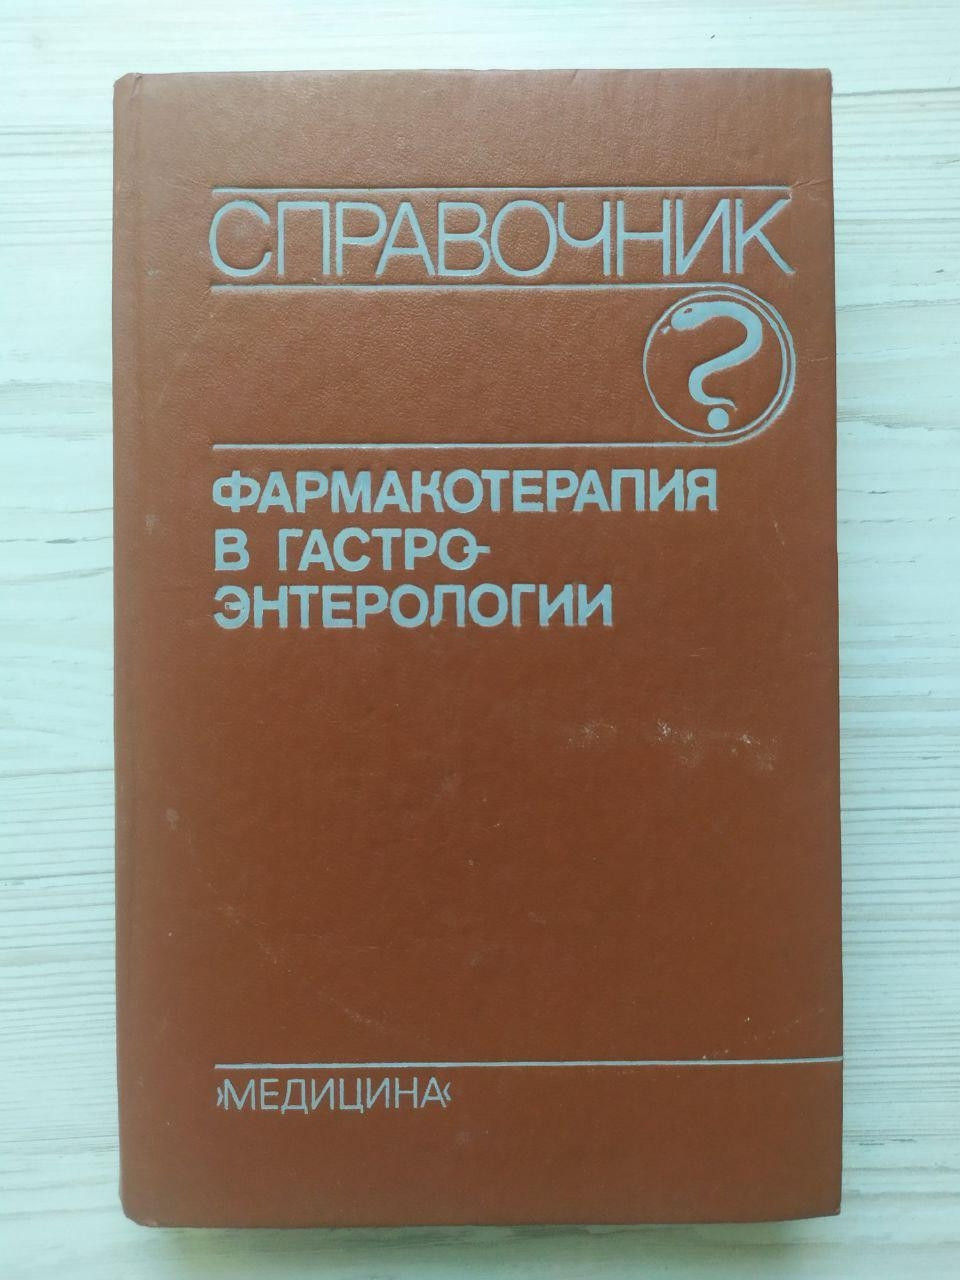 СПРАВОЧНИК
ФАРМАКОТЕРАПИЯ
В ГАСТРО-
ЭНТЕРОЛОГИИ
›МЕДИЦИНА‹